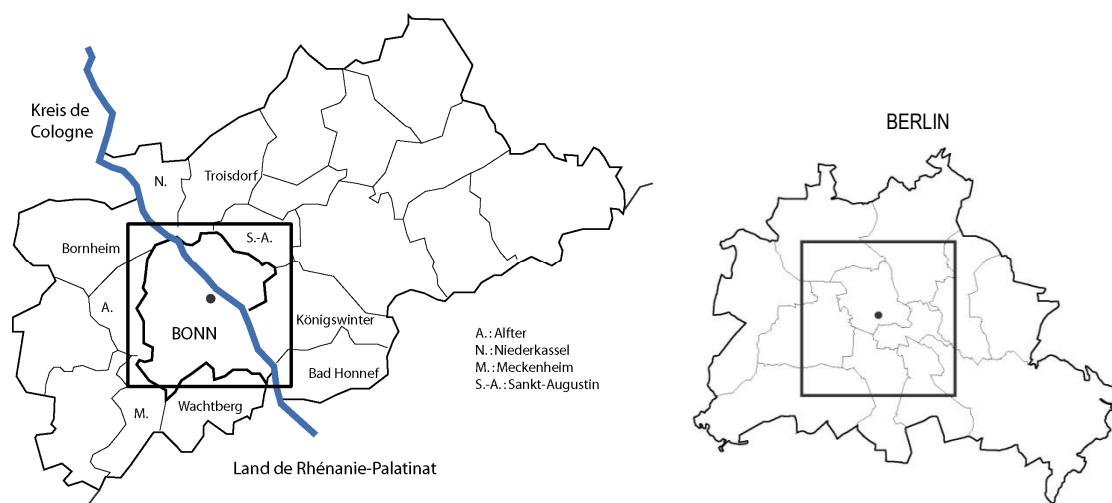 Kreis de
Cologne
N.
Troisdorf
S.-A.
Bornheim
A.
BONN
Königswinter
Bad Honnef
M.
Wachtberg
Land de Rhénanie-Palatinat
A. : Alfter
N. : Niederkassel
M. : Meckenheim
S.-A. : Sankt-Augustin
BERLIN